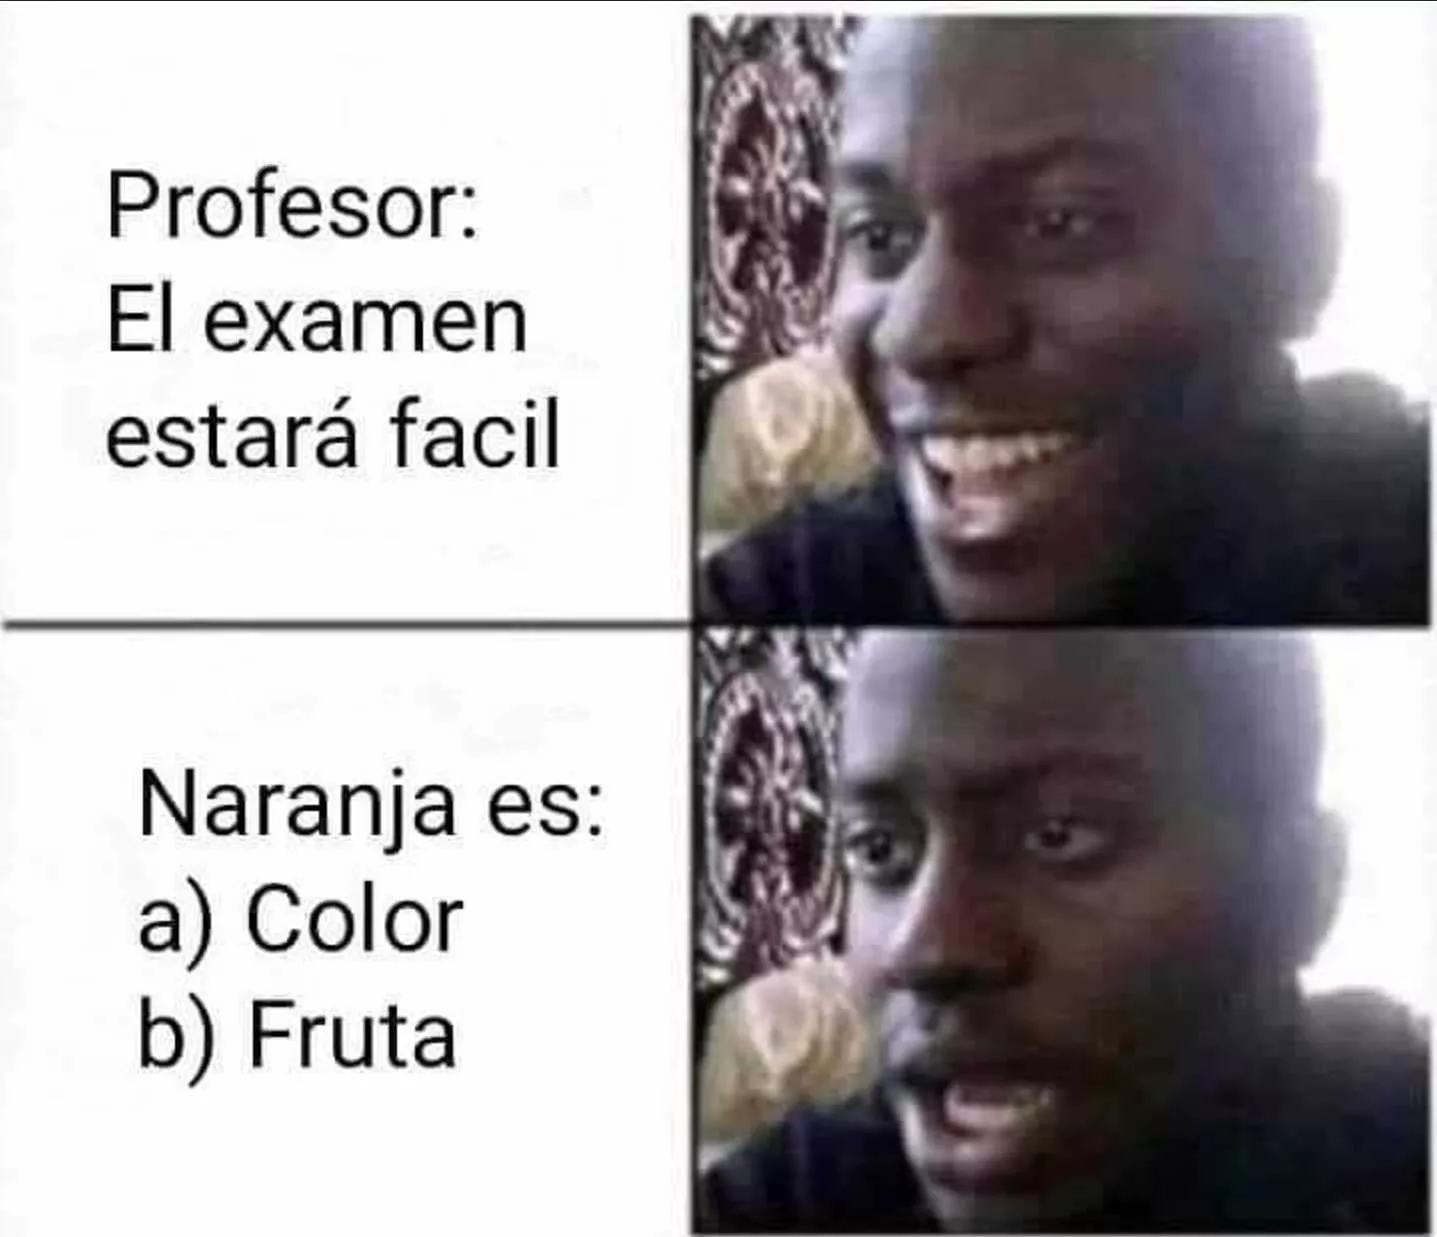 Profesor:
El examen
estará facil
Naranja es:
a) Color
b) Fruta